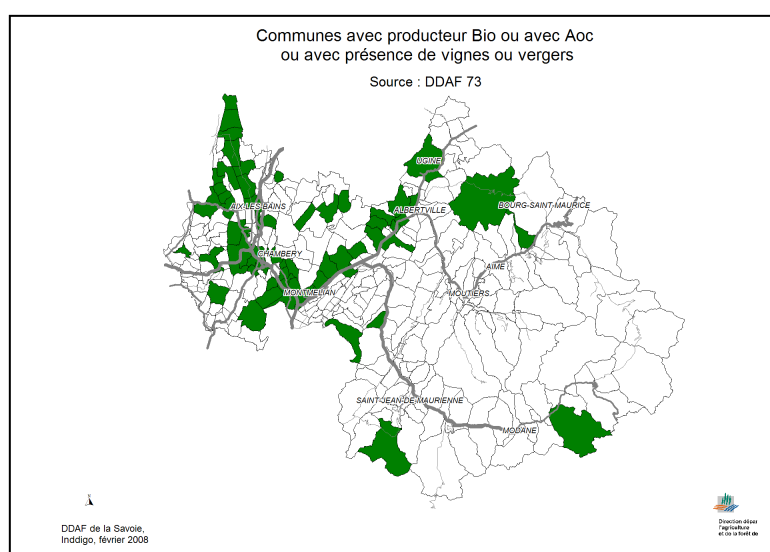 Communes avec producteur Bio ou avec Aoc
ou avec présence de vignes ou vergers
Source : DDAF 73
UGINE
AIX-LES-BAINS
ALBERTVILLE
BOURG-SAINT-MAURICE
CHAMBERY
AIME
MONTMELIAN
MOUTIERS
SAINT-JEAN-DE-MAURIENNE
MODANE
N
DDAF de la Savoie,
Inddigo, février 2008
Direction dépar
l'agriculture
et de la forêt de